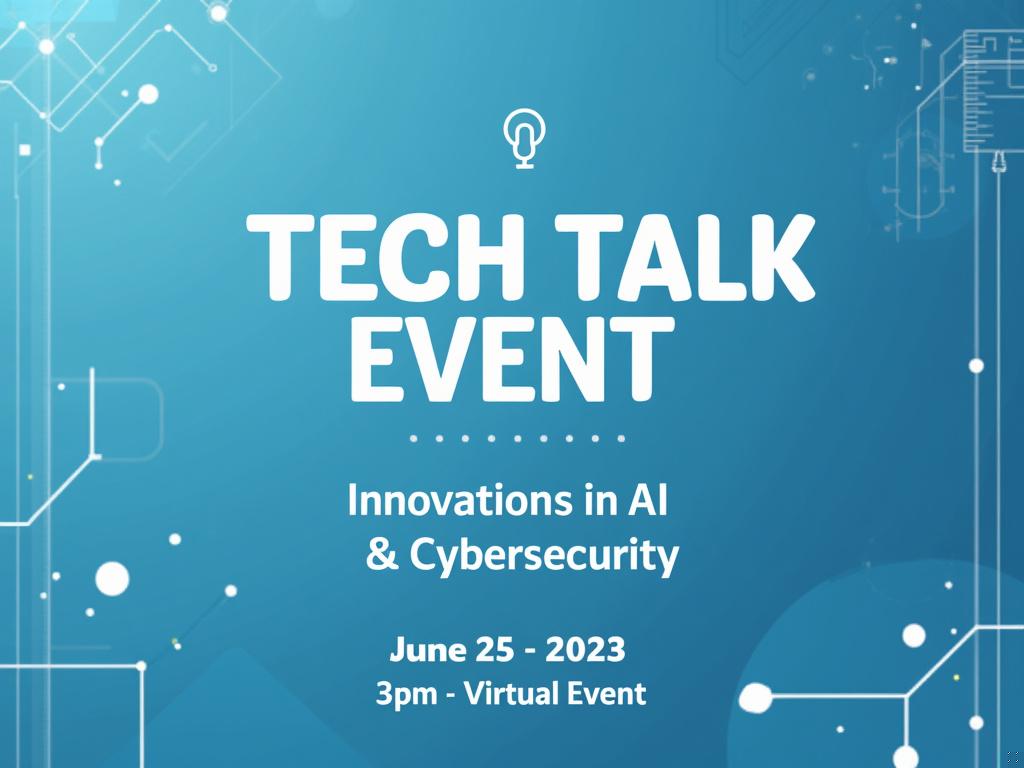 TECH TALK
EVENT
Innovations in AI
& Cybersecurity
June 25 - 2023
3pm - Virtual Event